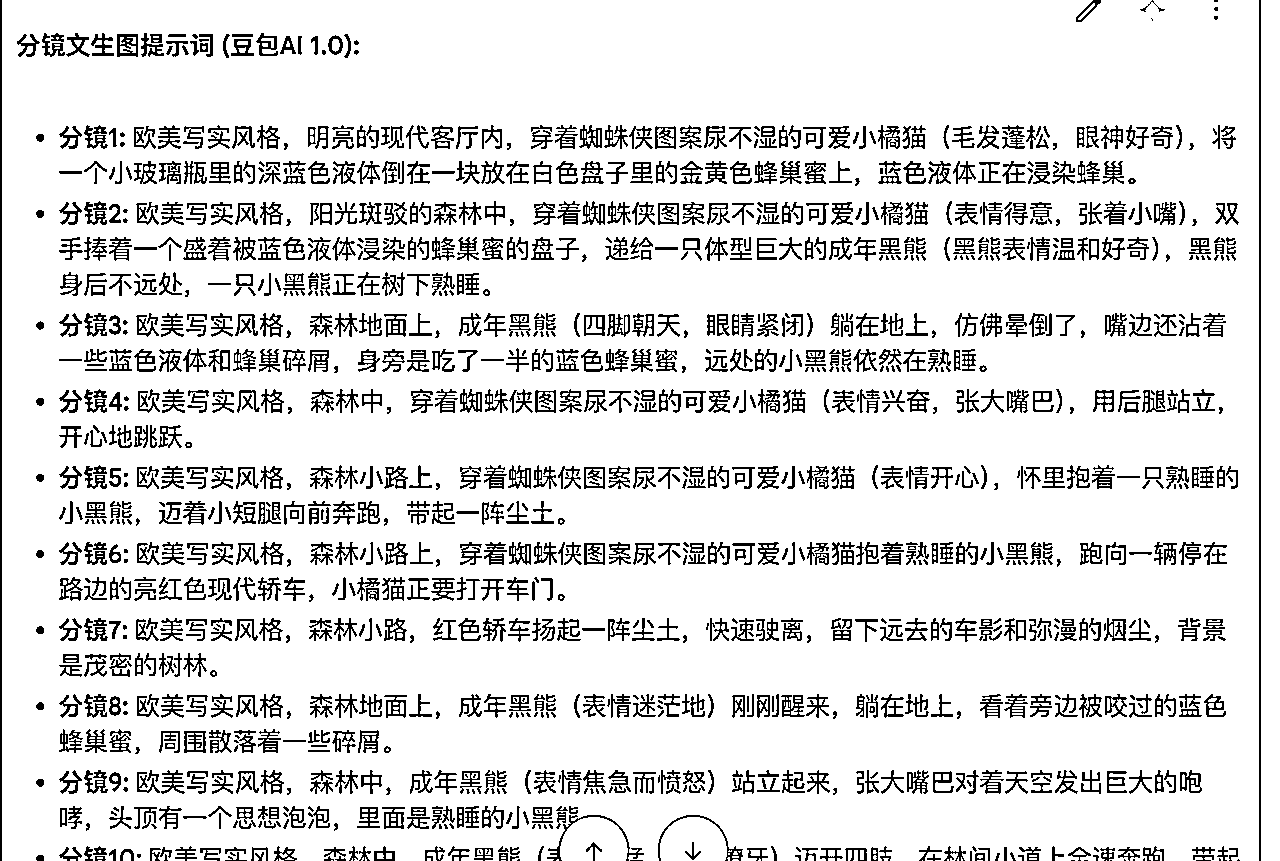 分镜文生图提示词 (豆包AI 1.0):
• 分镜1: 欧美写实风格，明亮的现代客厅内，穿着蜘蛛侠图案尿不湿的可爱小橘猫（毛发蓬松，眼神好奇），将
一个小玻璃瓶里的深蓝色液体倒在一块放在白色盘子里的金黄色蜂巢蜜上，蓝色液体正在浸染蜂巢。
• 分镜2: 欧美写实风格，阳光斑驳的森林中，穿着蜘蛛侠图案尿不湿的可爱小橘猫（表情得意，张着小嘴），双
手捧着一个盛着被蓝色液体浸染的蜂巢蜜的盘子，递给一只体型巨大的成年黑熊（黑熊表情温和好奇），黑熊
身后不远处，一只小黑熊正在树下熟睡。
• 分镜3: 欧美写实风格，森林地面上，成年黑熊（四脚朝天，眼睛紧闭）躺在地上，仿佛晕倒了，嘴边还沾着
一些蓝色液体和蜂巢碎屑，身旁是吃了一半的蓝色蜂巢蜜，远处的小黑熊依然在熟睡。
• 分镜4: 欧美写实风格，森林中，穿着蜘蛛侠图案尿不湿的可爱小橘猫（表情兴奋，张大嘴巴），用后腿站立，
开心地跳跃。
• 分镜5: 欧美写实风格，森林小路上，穿着蜘蛛侠图案尿不湿的可爱小橘猫（表情开心），怀里抱着一只熟睡的
小黑熊，迈着小短腿向前奔跑，带起一阵尘土。
• 分镜6: 欧美写实风格，森林小路上，穿着蜘蛛侠图案尿不湿的可爱小橘猫抱着熟睡的小黑熊，跑向一辆停在
路边的亮红色现代轿车，小橘猫正要打开车门。
• 分镜7: 欧美写实风格，森林小路，红色轿车扬起一阵尘土，快速驶离，留下远去的车影和弥漫的烟尘，背景
是茂密的树林。
• 分镜8: 欧美写实风格，森林地面上，成年黑熊（表情迷茫地）刚刚醒来，躺在地上，看着旁边被咬过的蓝色
蜂巢蜜，周围散落着一些碎屑。
• 分镜9: 欧美写实风格，森林中，成年黑熊（表情焦急而愤怒）站立起来，张大嘴巴对着天空发出巨大的咆
哮，头顶有一个思想泡泡，里面是熟睡的小黑熊
• 分镜10: 欧美写实风格，森林中，成年黑熊（ 牙）迈开四肢，在林间小道上全速奔跑，带起